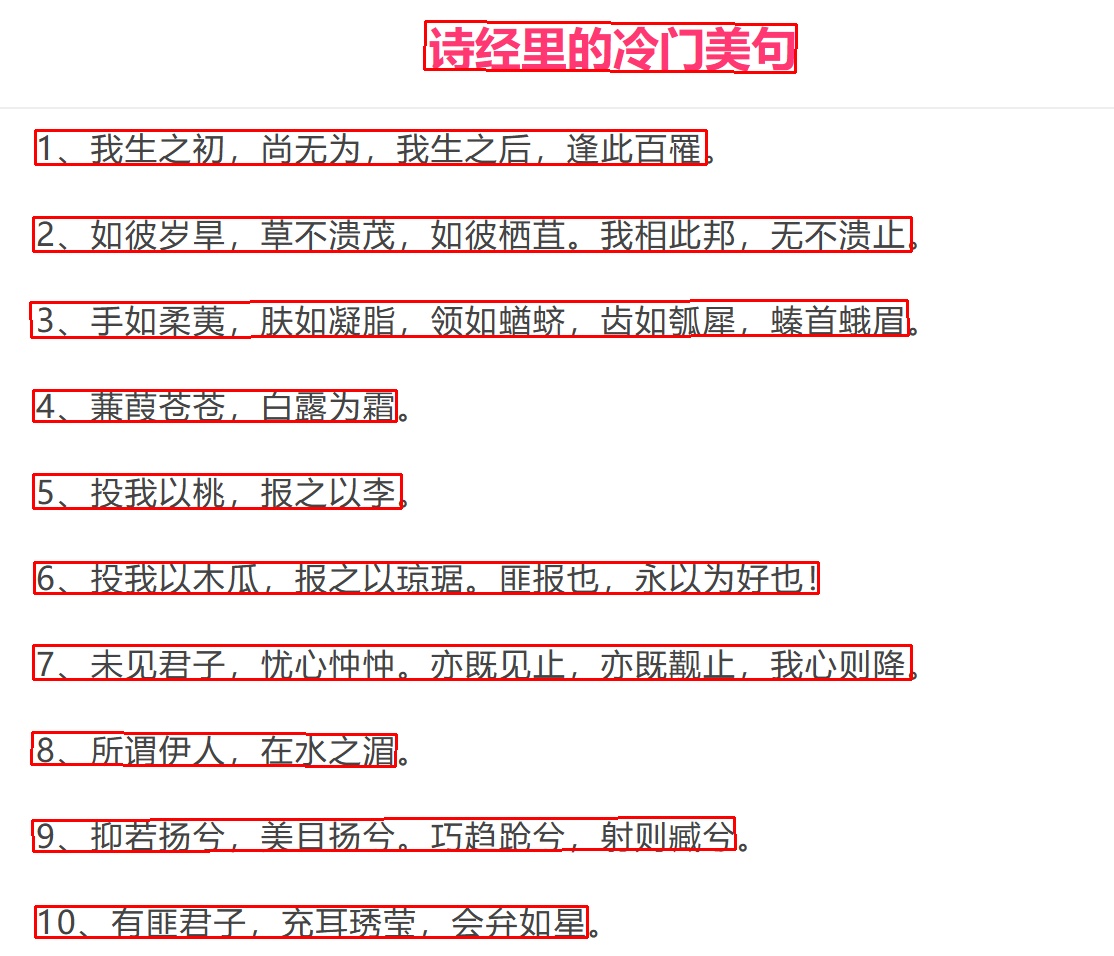 诗经里的冷门美句
1、我生之初，尚无为，我生之后，逢此百罹。
2、如彼岁旱，草不溃茂，如彼栖苴。我相此邦，无不溃止。
3、手如柔荑，肤如凝脂，领如蝤蛴，齿如瓠犀，螓首蛾眉。
4、蒹葭苍苍，白露为霜。
5、投我以桃，报之以李。
6、投我以木瓜，报之以琼琚。匪报也，永以为好也！
7、未见君子，忧心忡忡。亦既见止，亦既觏止，我心则降。
8、所谓伊人，在水之湄。
9、抑若扬兮，美目扬兮。巧趋跄兮，射则臧兮。
10、有匪君子，充耳琇莹，会弁如星。